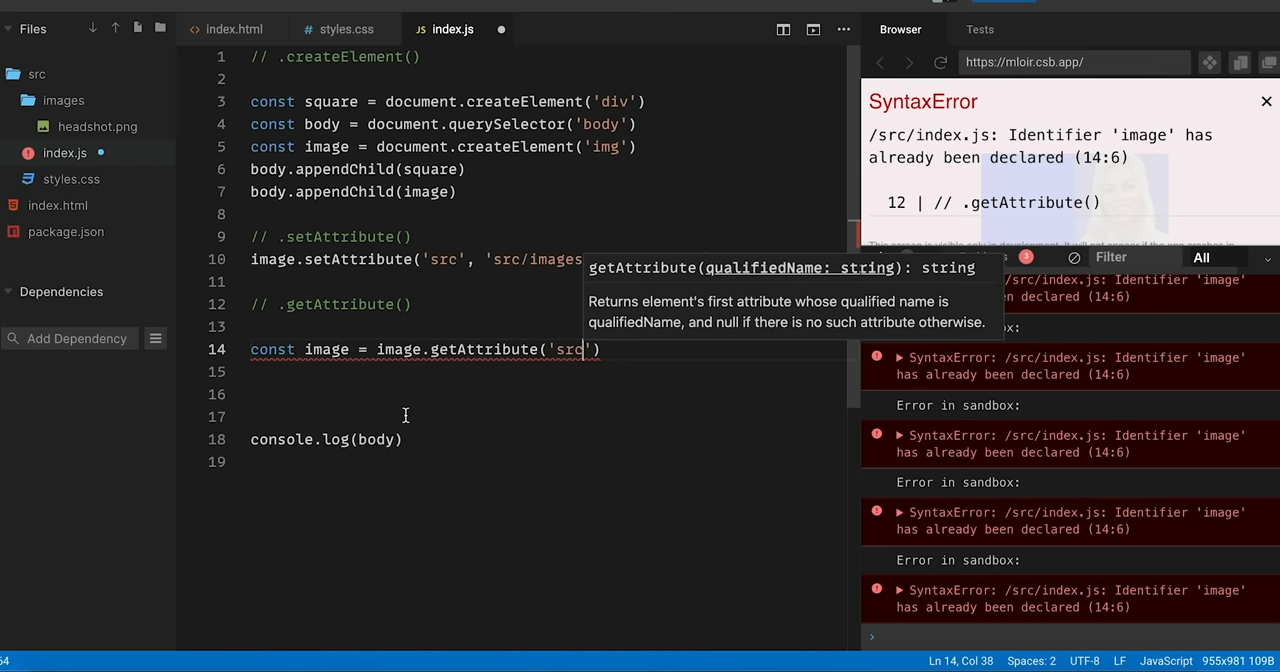 Files
index.html
styles.css
index.js
Browser
Tests
https://mloir.csb.app/
src
images
headshot.png
index.js
styles.css
index.html
package.json
Dependencies
Add Dependency
1 // .createElement()
2
3 const square = document.createElement('div')
4 const body = document.querySelector('body')
5 const image = document.createElement('img')
6 body.appendChild(square)
7 body.appendChild(image)
8
9 // .setAttribute()
10 image.setAttribute('src', 'src/images
11
12 // .getAttribute()
13
14 const image = image.getAttribute('src')
15
16
17
18 console.log(body)
19
getAttribute(qualifiedName: string): string
Returns element's first attribute whose qualified name is
qualifiedName, and null if there is no such attribute otherwise.
SyntaxError
/src/index.js: Identifier 'image' has
already been declared (14:6)
12 | // .getAttribute()
3
Filter
All
/src/index.js: Identifier 'image'
n declared (14:6)
x:
SyntaxError: /src/index.js: Identifier 'image'
has already been declared (14:6)
Error in sandbox:
SyntaxError: /src/index.js: Identifier 'image'
has already been declared (14:6)
Error in sandbox:
SyntaxError: /src/index.js: Identifier 'image'
has already been declared (14:6)
Error in sandbox:
SyntaxError: /src/index.js: Identifier 'image'
has already been declared (14:6)
64
Ln 14, Col 38
Spaces: 2
UTF-8
LF
JavaScript
955x981 109B